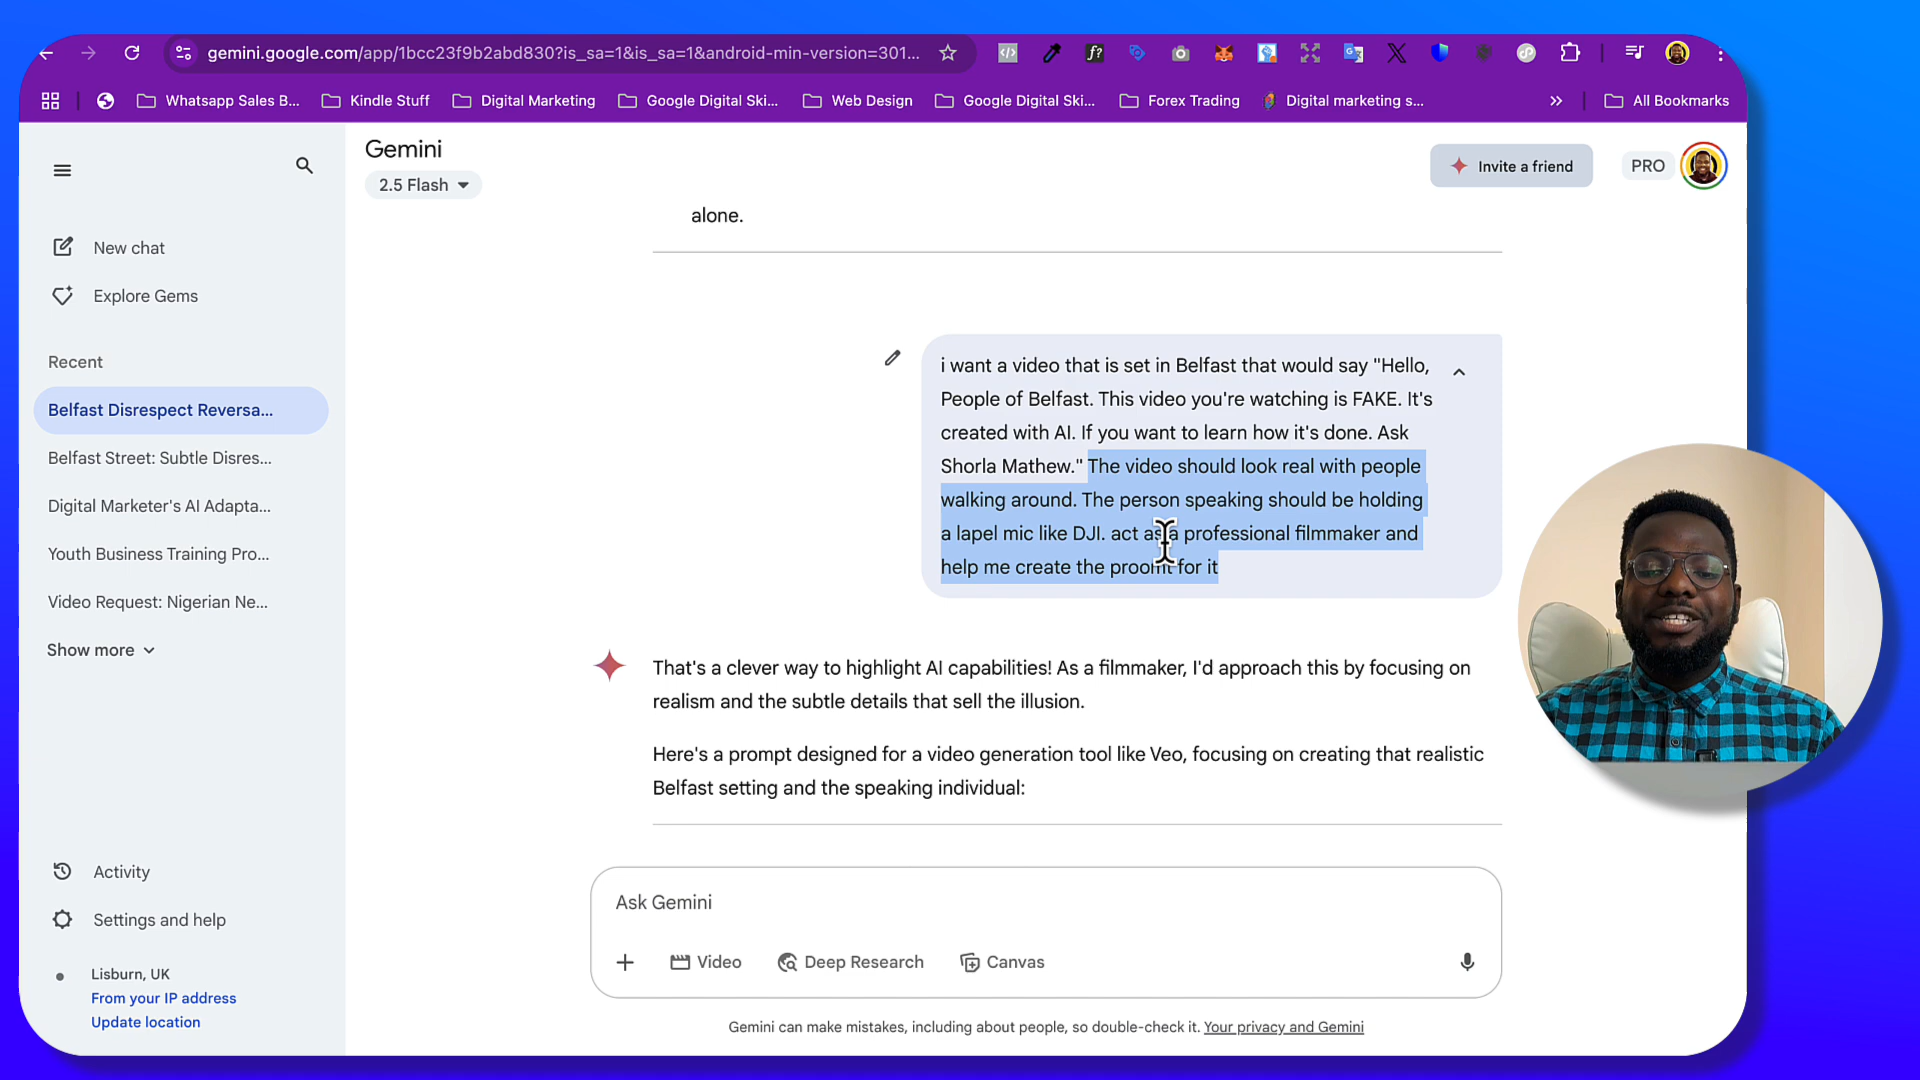 gemini.google.com/app/1bcc23f9b2abd830?is_sa=1&is_sa=1&android-min-version=301...
Whatsapp Sales B... Kindle Stuff Digital Marketing Google Digital Ski... Web Design Google Digital Ski... Forex Trading Digital marketing s... All Bookmarks
Gemini
2.5 Flash
Invite a friend
PRO
New chat
Explore Gems
Recent
Belfast Disrespect Reversa...
Belfast Street: Subtle Disres...
Digital Marketer's AI Adapta...
Youth Business Training Pro...
Video Request: Nigerian Ne...
Show more
Activity
Settings and help
Lisburn, UK
From your IP address
Update location
alone.
i want a video that is set in Belfast that would say "Hello,
People of Belfast. This video you're watching is FAKE. It's
created with AI. If you want to learn how it's done. Ask
Shorla Mathew." The video should look real with people
walking around. The person speaking should be holding
a lapel mic like DJI. act as a professional filmmaker and
help me create the proomt for it
That's a clever way to highlight AI capabilities! As a filmmaker, I'd approach this by focusing on
realism and the subtle details that sell the illusion.
Here's a prompt designed for a video generation tool like Veo, focusing on creating that realistic
Belfast setting and the speaking individual:
Ask Gemini
Video Deep Research Canvas
Gemini can make mistakes, including about people, so double-check it. Your privacy and Gemini